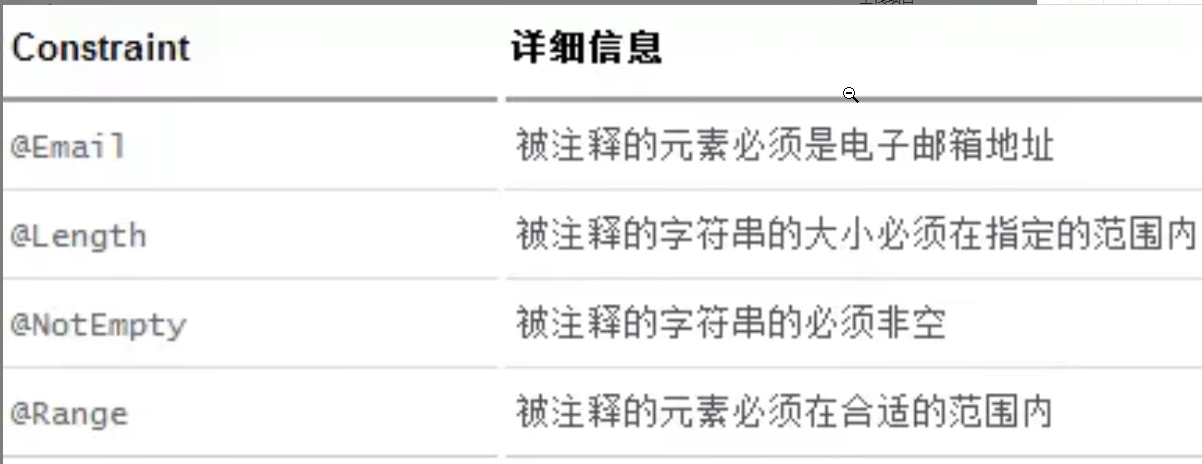 Constraint 详细信息
@Email 被注释的元素必须是电子邮箱地址
@Length 被注释的字符串的大小必须在指定的范围内
@NotEmpty 被注释的字符串的必须非空
@Range 被注释的元素必须在合适的范围内